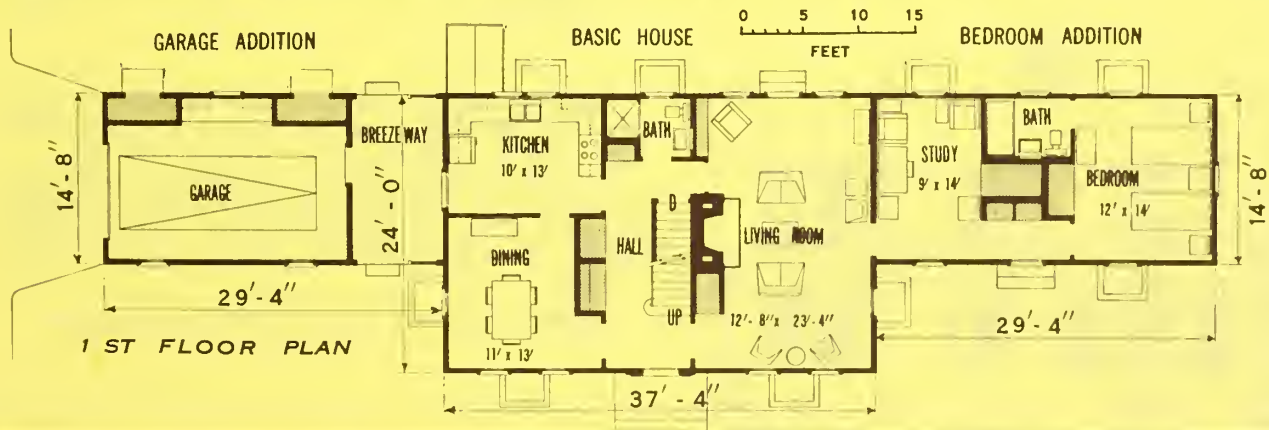 GARAGE ADDITION
BASIC HOUSE
0 5 10 15
FEET
BEDROOM ADDITION
14'-8"
GARAGE
BREEZEWAY
24'-0"
KITCHEN
10' x 13'
BATH
D
HALL
UP
DINING
11' x 13'
LIVING ROOM
12'-8" x 23'-4"
STUDY
9' x 14'
BATH
BEDROOM
12' x 14'
14'-8"
29'-4"
29'-4"
37'-4"
1 ST FLOOR PLAN